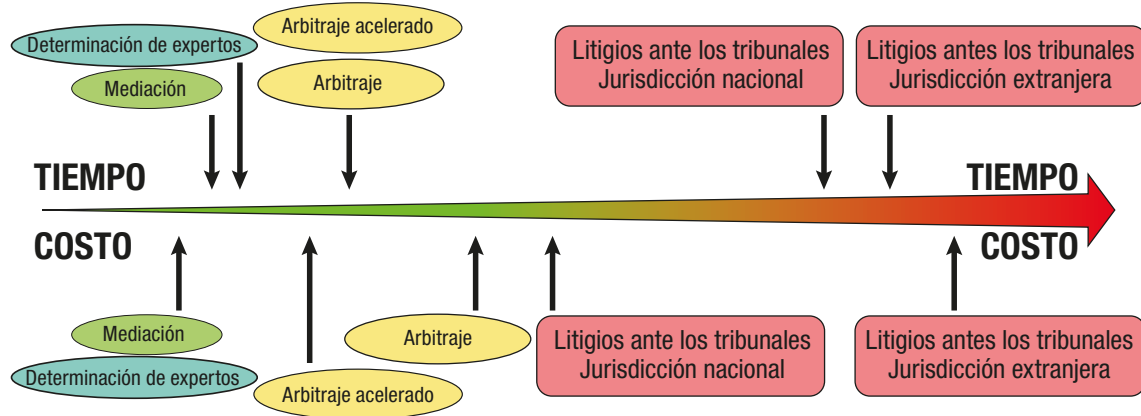 Arbitraje acelerado
Determinación de expertos
Mediación
Arbitraje
Litigios ante los tribunales
Jurisdicción nacional
Litigios antes los tribunales
Jurisdicción extranjera
TIEMPO
TIEMPO
COSTO
COSTO
Mediación
Determinación de expertos
Arbitraje
Arbitraje acelerado
Litigios ante los tribunales
Jurisdicción nacional
Litigios antes los tribunales
Jurisdicción extranjera